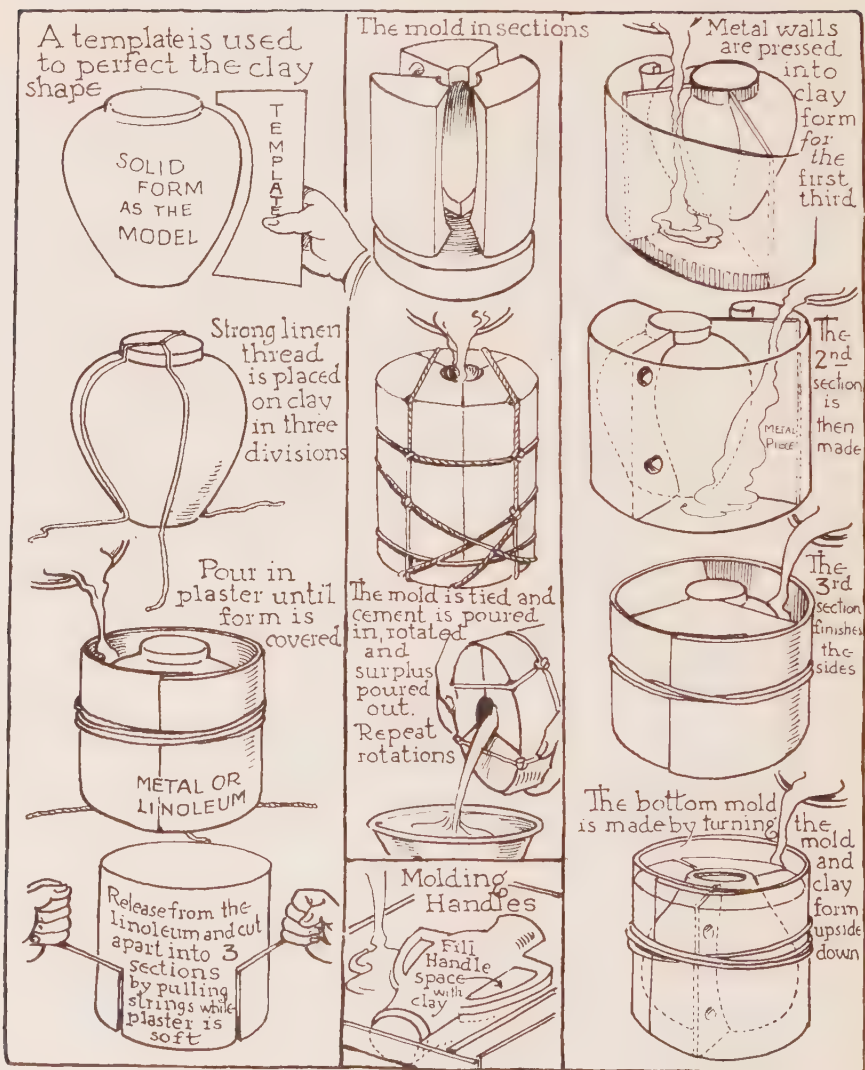 A template is used
to perfect the clay
shape
TEMPLATE
SOLID
FORM
AS THE
MODEL
Strong linen
thread
is placed
on clay
in three
divisions
Pour in
plaster until
form is
covered
METAL OR
LINOLEUM
Release from the
linoleum and cut
apart into 3
sections
by pulling
strings while
plaster is
soft
The mold in sections
The mold is tied and
cement is poured
in, rotated
and
surplus
poured
out.
Repeat
rotations
Molding
Handles
Fill
Handle
space
with
clay
Metal walls
are pressed
into
clay
form
for
the
first
third
The
2nd
section
is
then
made
METAL
PIECE
The
3rd
section
finishes
the
sides
The bottom mold
is made by turning
the
mold
and
clay
form
upside
down